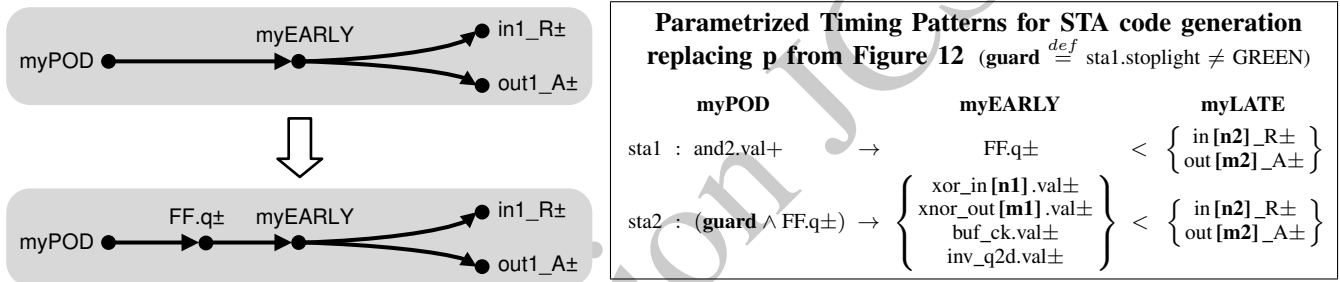 myPOD
myEARLY
in1_R±
out1_A±
myPOD
FF.q±
myEARLY
in1_R±
out1_A±
Parametrized Timing Patterns for STA code generation
replacing p from Figure 12 (guard def= sta1.stoplight ≠ GREEN)
myPOD myEARLY myLATE
sta1 : and2.val+ → FF.q± < { in [n2] _R± out [m2] _A± }
sta2 : (guard ∧ FF.q±) → { xor_in [n1] .val± xnor_out [m1] .val± buf_ck.val± inv_q2d.val± } < { in [n2] _R± out [m2] _A± }